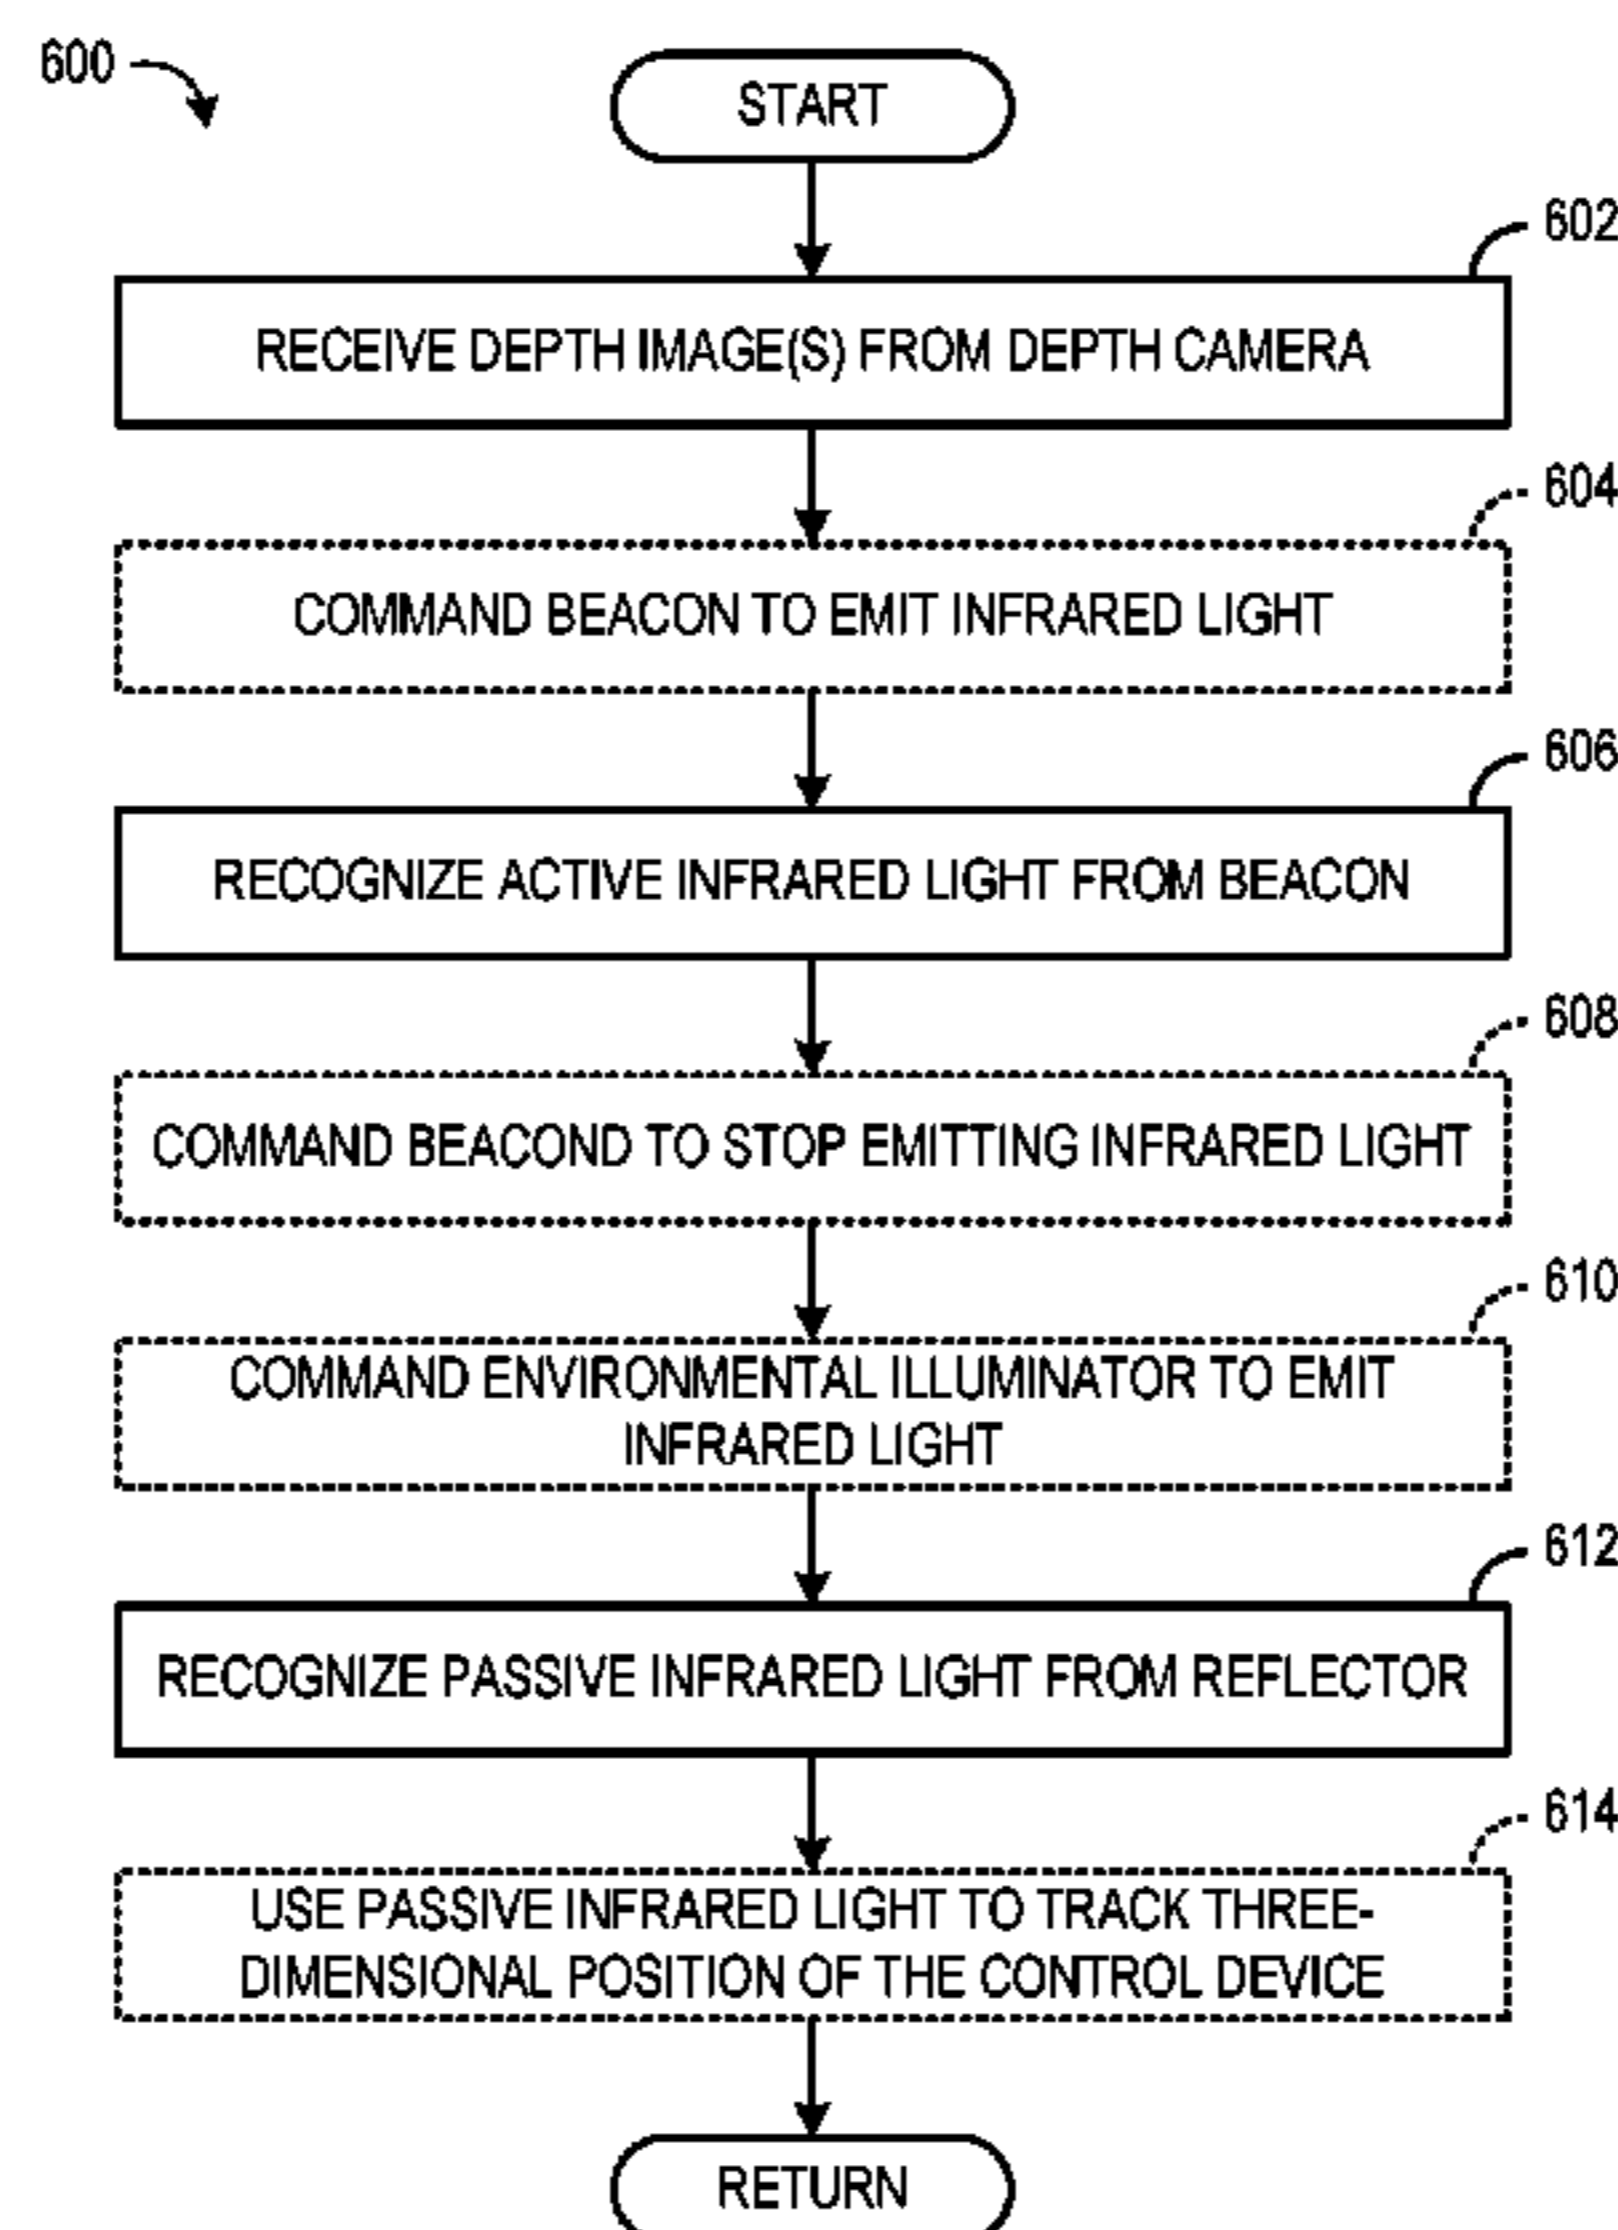 600
START
602
RECEIVE DEPTH IMAGE(S) FROM DEPTH CAMERA
604
COMMAND BEACON TO EMIT INFRARED LIGHT
606
RECOGNIZE ACTIVE INFRARED LIGHT FROM BEACON
608
COMMAND BEACOND TO STOP EMITTING INFRARED LIGHT
610
COMMAND ENVIRONMENTAL ILLUMINATOR TO EMIT
INFRARED LIGHT
612
RECOGNIZE PASSIVE INFRARED LIGHT FROM REFLECTOR
614
USE PASSIVE INFRARED LIGHT TO TRACK THREE-
DIMENSIONAL POSITION OF THE CONTROL DEVICE
RETURN